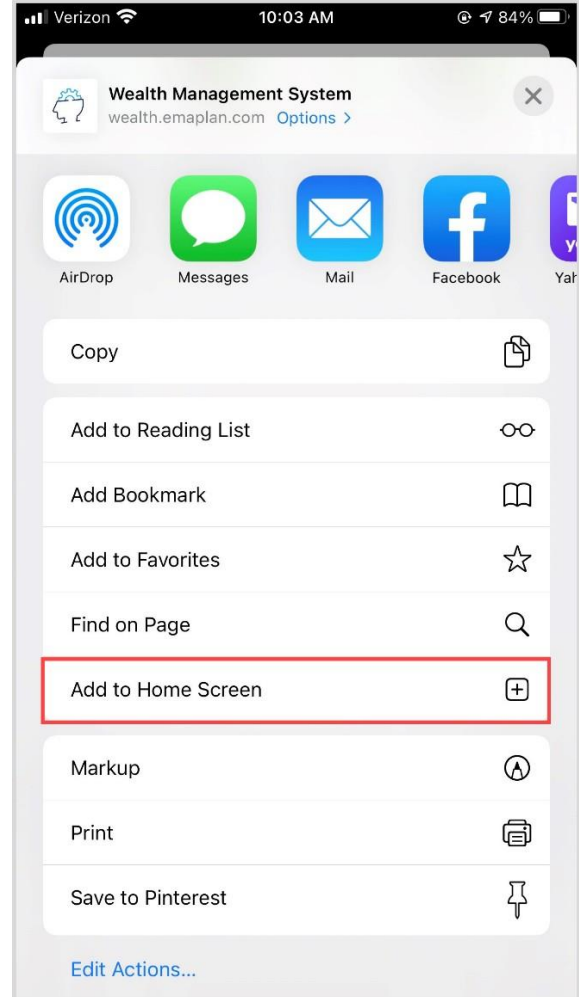 Verizon 10:03 AM 84%
Wealth Management System
wealth.emaplan.com Options >
AirDrop Messages Mail Facebook Yah
Copy
Add to Reading List
Add Bookmark
Add to Favorites
Find on Page
Add to Home Screen
Markup
Print
Save to Pinterest
Edit Actions...